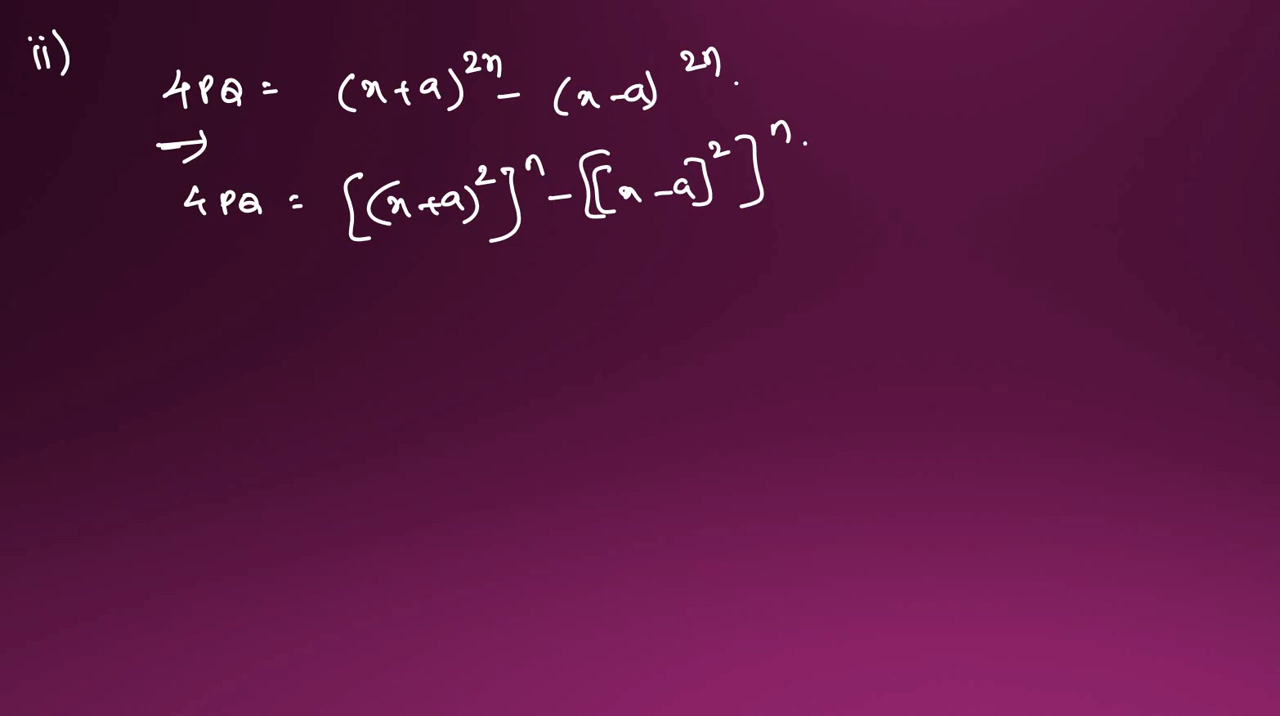 ii)
4PQ = (x+a)^2n - (x-a)^2n.
→
4PQ = [(x+a)^2]^n - [[x-a]^2]^n.